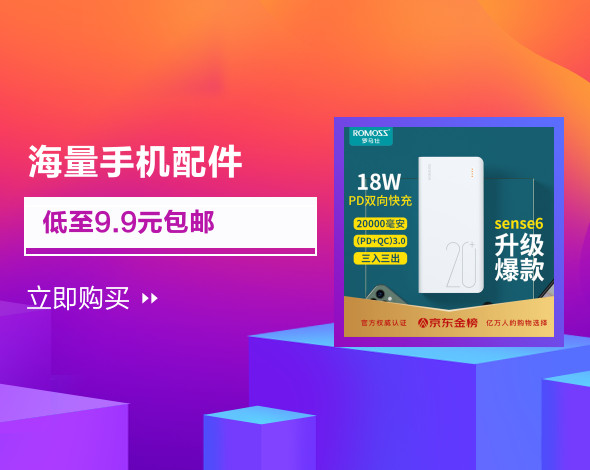 海量手机配件
低至9.9元包邮
立即购买
ROMOSS
罗马仕
18W
PD双向快充
20000毫安
(PD+QC)3.0
三入三出
20+
sense6
升级
爆款
官方权威认证 京东金榜 亿万人的购物选择